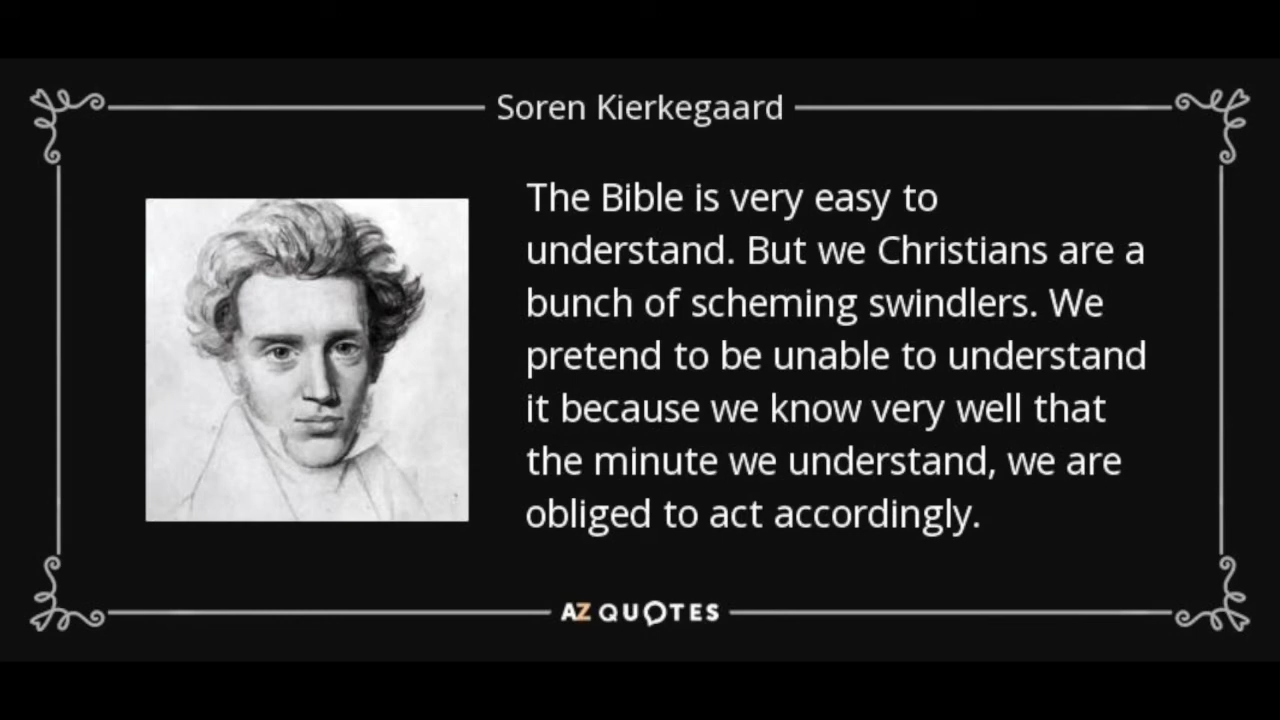 Soren Kierkegaard
The Bible is very easy to
understand. But we Christians are a
bunch of scheming swindlers. We
pretend to be unable to understand
it because we know very well that
the minute we understand, we are
obliged to act accordingly.
AZ QUOTES